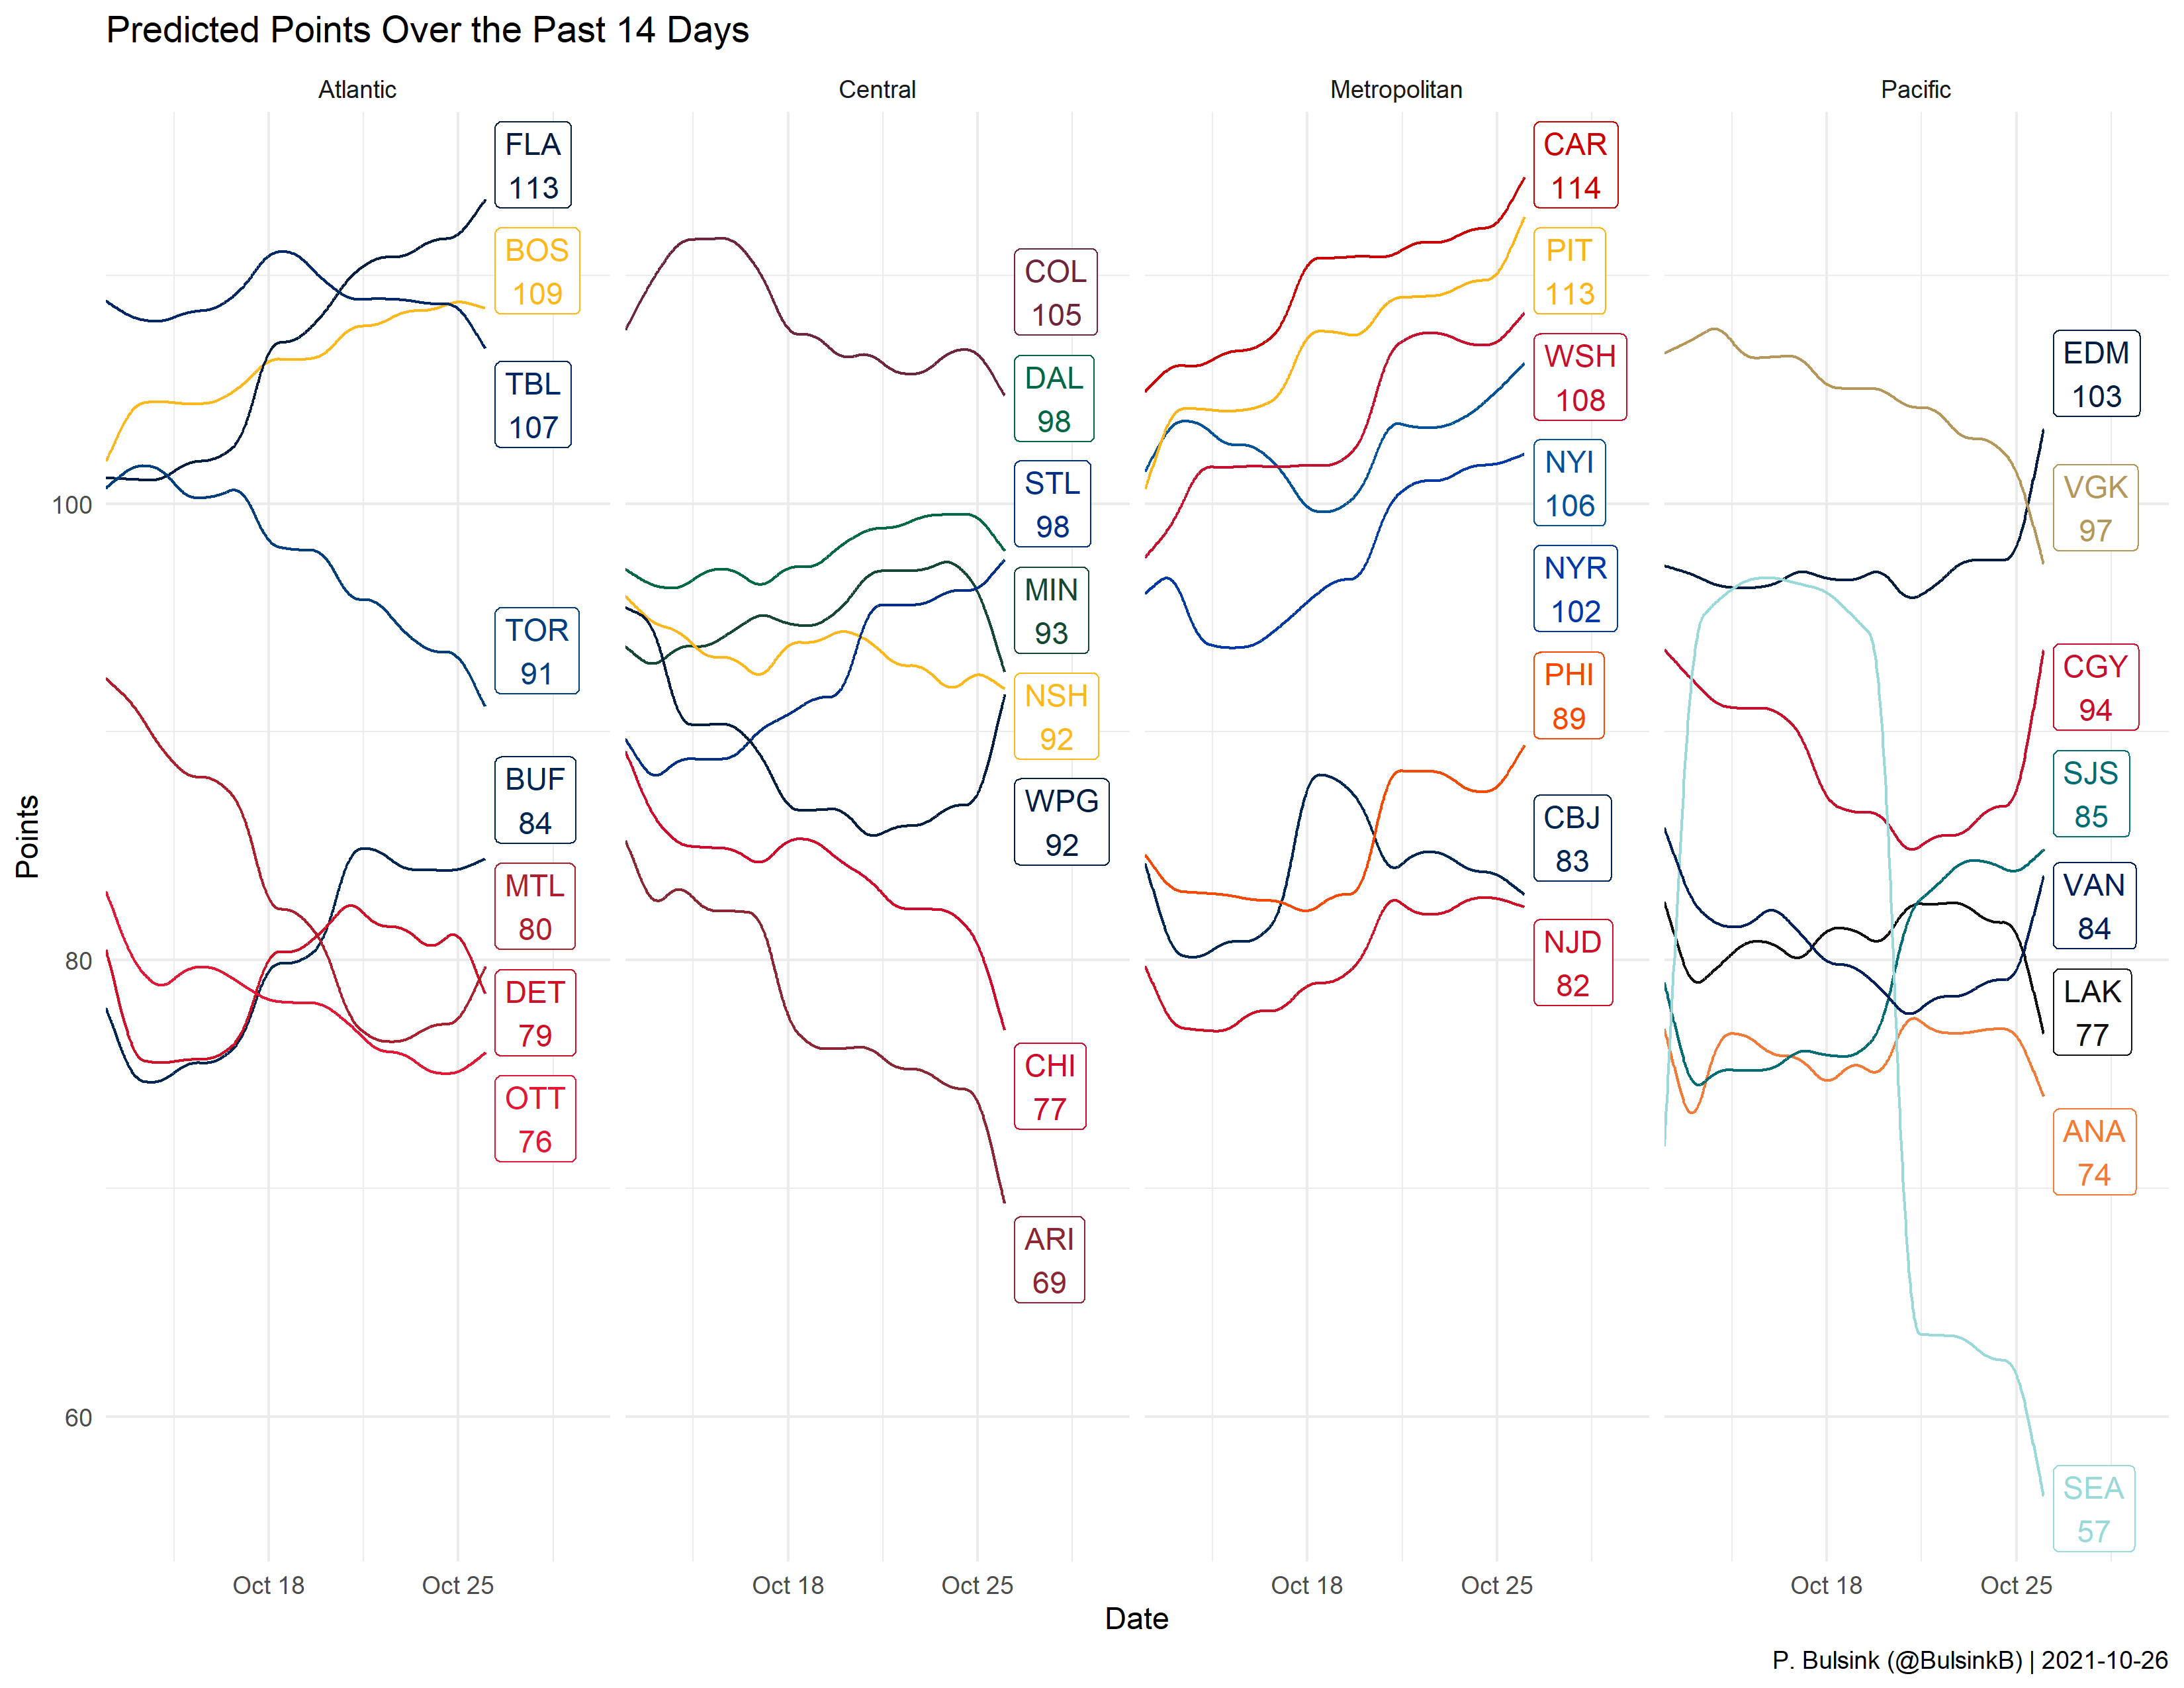 Predicted Points Over the Past 14 Days
Atlantic
Central
Metropolitan
Pacific
Points
100
80
60
FLA
113
BOS
109
TBL
107
TOR
91
BUF
84
MTL
80
DET
79
OTT
76
COL
105
DAL
98
STL
98
MIN
93
NSH
92
WPG
92
CHI
77
ARI
69
CAR
114
PIT
113
WSH
108
NYI
106
NYR
102
PHI
89
CBJ
83
NJD
82
EDM
103
VGK
97
CGY
94
SJS
85
VAN
84
LAK
77
ANA
74
SEA
57
Oct 18
Oct 25
Oct 18
Oct 25
Oct 18
Oct 25
Oct 18
Oct 25
Date
P. Bulsink (@BulsinkB) | 2021-10-26